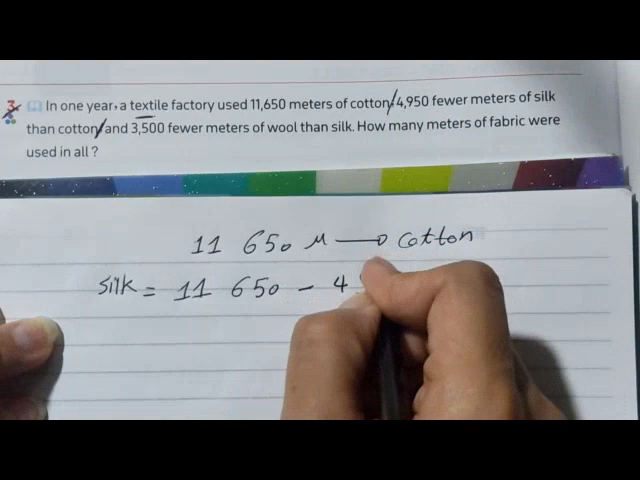 3 In one year, a textile factory used 11,650 meters of cotton, 4,950 fewer meters of silk
than cotton, and 3,500 fewer meters of wool than silk. How many meters of fabric were
used in all ?
11 650 M → cotton
silk = 11 650 - 4